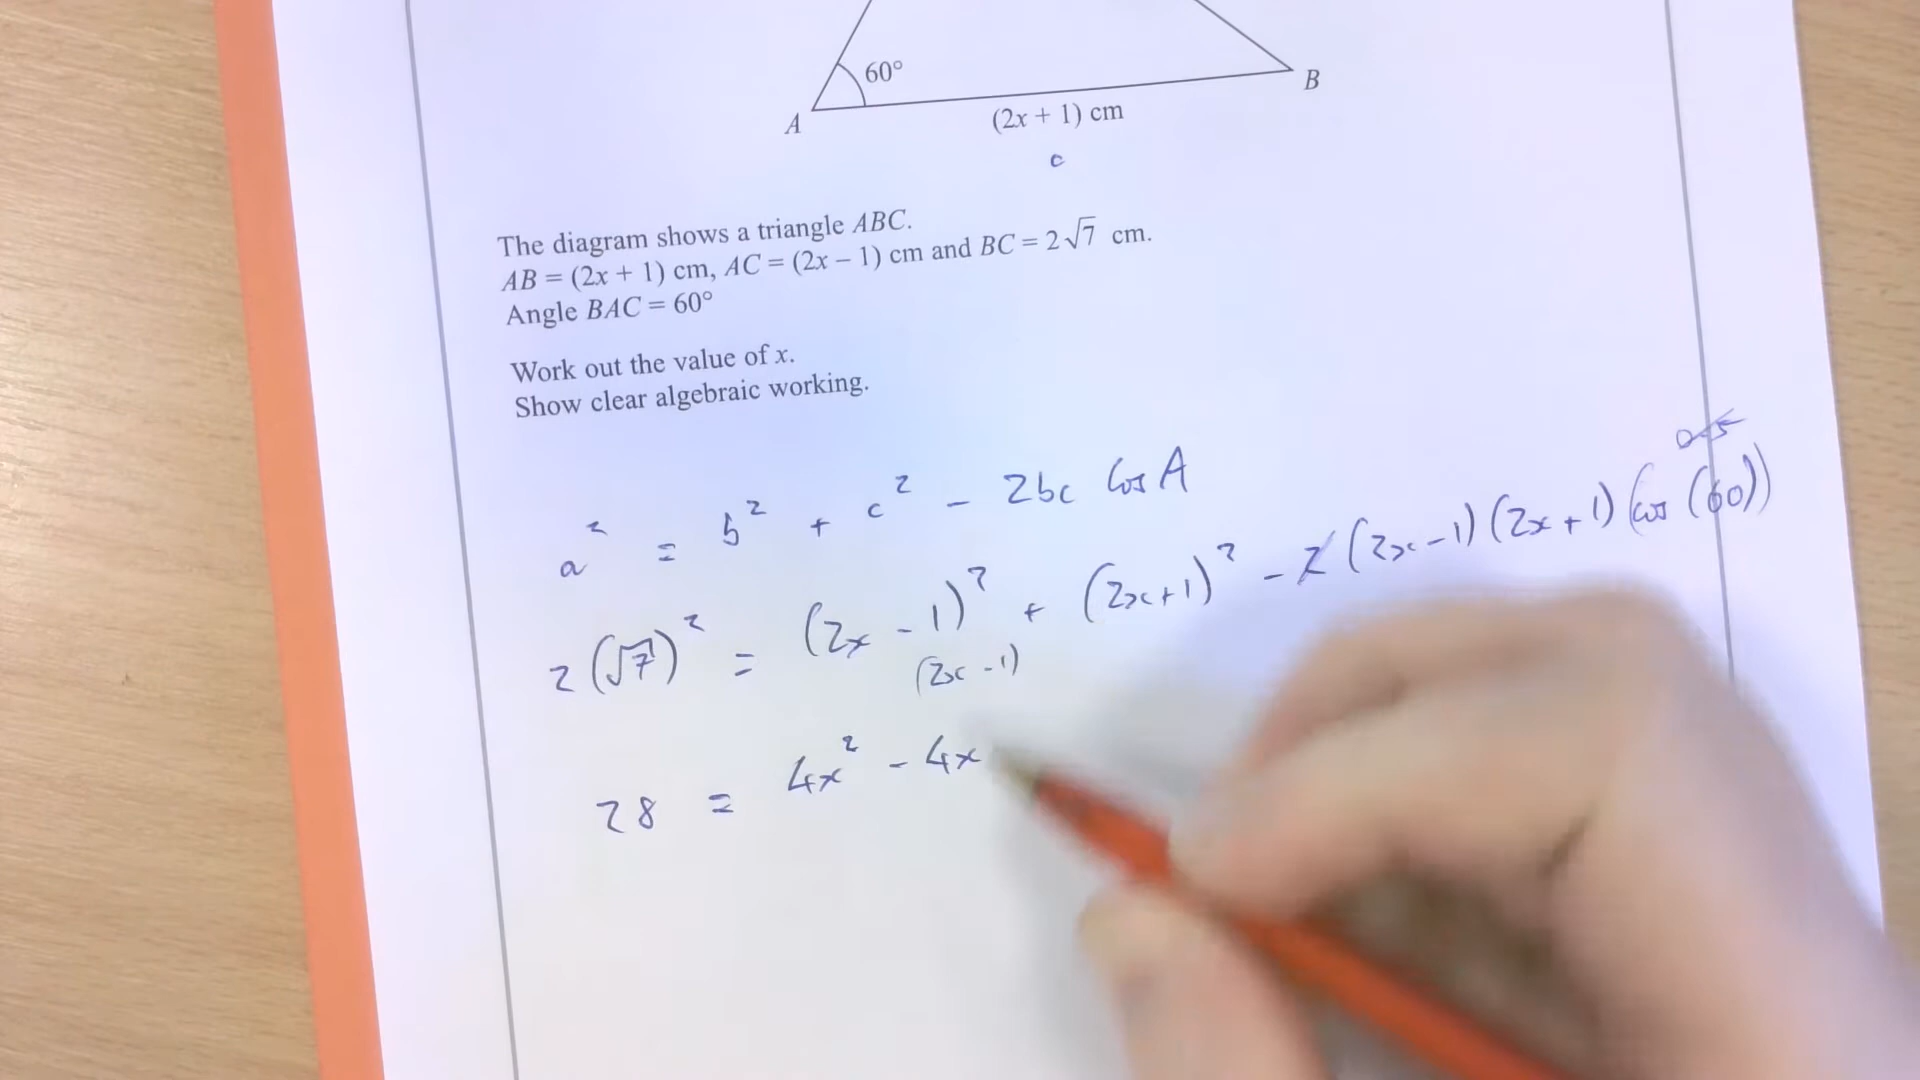 60°
A
B
(2x + 1) cm
c
The diagram shows a triangle ABC.
AB = (2x + 1) cm, AC = (2x – 1) cm and BC = 2√7 cm.
Angle BAC = 60°
Work out the value of x.
Show clear algebraic working.
a² = b² + c² - 2bc Cos A
0.5
2(√7)² = (2x - 1)² + (2x+1)² - 2(2x-1)(2x+1)(cos(60))
(2x - 1)
28 = 4x² - 4x